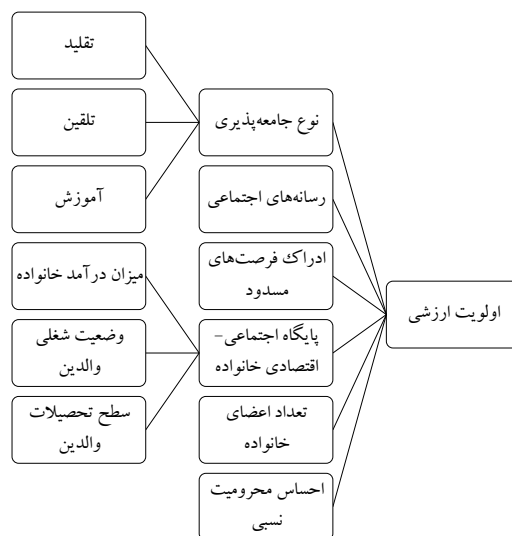 اولویت ارزشی
نوع جامعه‌پذیری
رسانه‌های اجتماعی
ادراک فرصت‌های
مسدود
پایگاه اجتماعی–
اقتصادی خانواده
تعداد اعضای
خانواده
احساس محرومیت
نسبی
تقلید
تلقین
آموزش
میزان درآمد خانواده
وضعیت شغلی
والدین
سطح تحصیلات
والدین